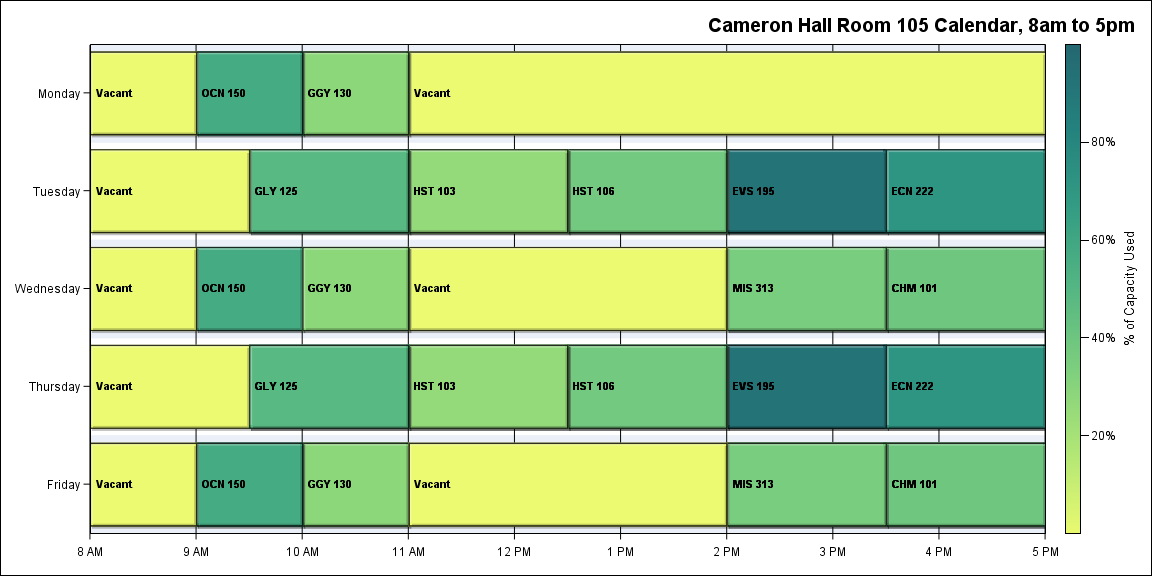 Cameron Hall Room 105 Calendar, 8am to 5pm
Monday Vacant OCN 150 GGY 130 Vacant
80%
Tuesday Vacant GLY 125 HST 103 HST 106 EVS 195 ECN 222
60%
% of Capacity Used
Wednesday Vacant OCN 150 GGY 130 Vacant MIS 313 CHM 101
40%
Thursday Vacant GLY 125 HST 103 HST 106 EVS 195 ECN 222
20%
Friday Vacant OCN 150 GGY 130 Vacant MIS 313 CHM 101
8 AM 9 AM 10 AM 11 AM 12 PM 1 PM 2 PM 3 PM 4 PM 5 PM